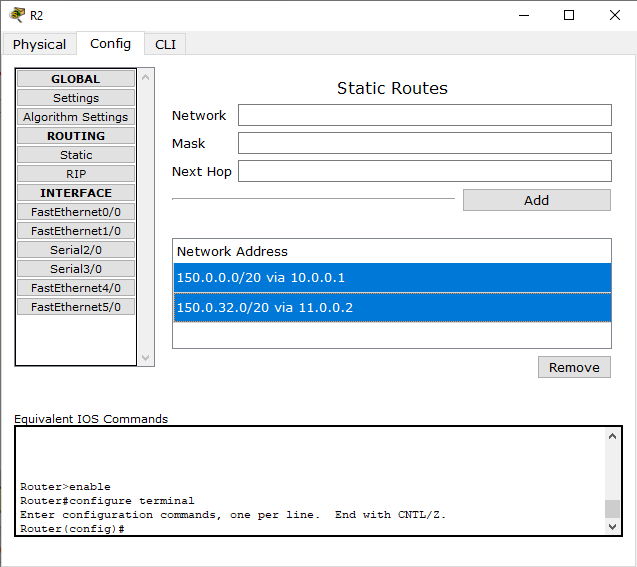 R2
Physical
Config
CLI
GLOBAL
Settings
Algorithm Settings
ROUTING
Static
RIP
INTERFACE
FastEthernet0/0
FastEthernet1/0
Serial2/0
Serial3/0
FastEthernet4/0
FastEthernet5/0
Static Routes
Network
Mask
Next Hop
Add
Network Address
150.0.0.0/20 via 10.0.0.1
150.0.32.0/20 via 11.0.0.2
Remove
Equivalent IOS Commands
Router>enable
Router#configure terminal
Enter configuration commands, one per line.  End with CNTL/Z.
Router(config)#